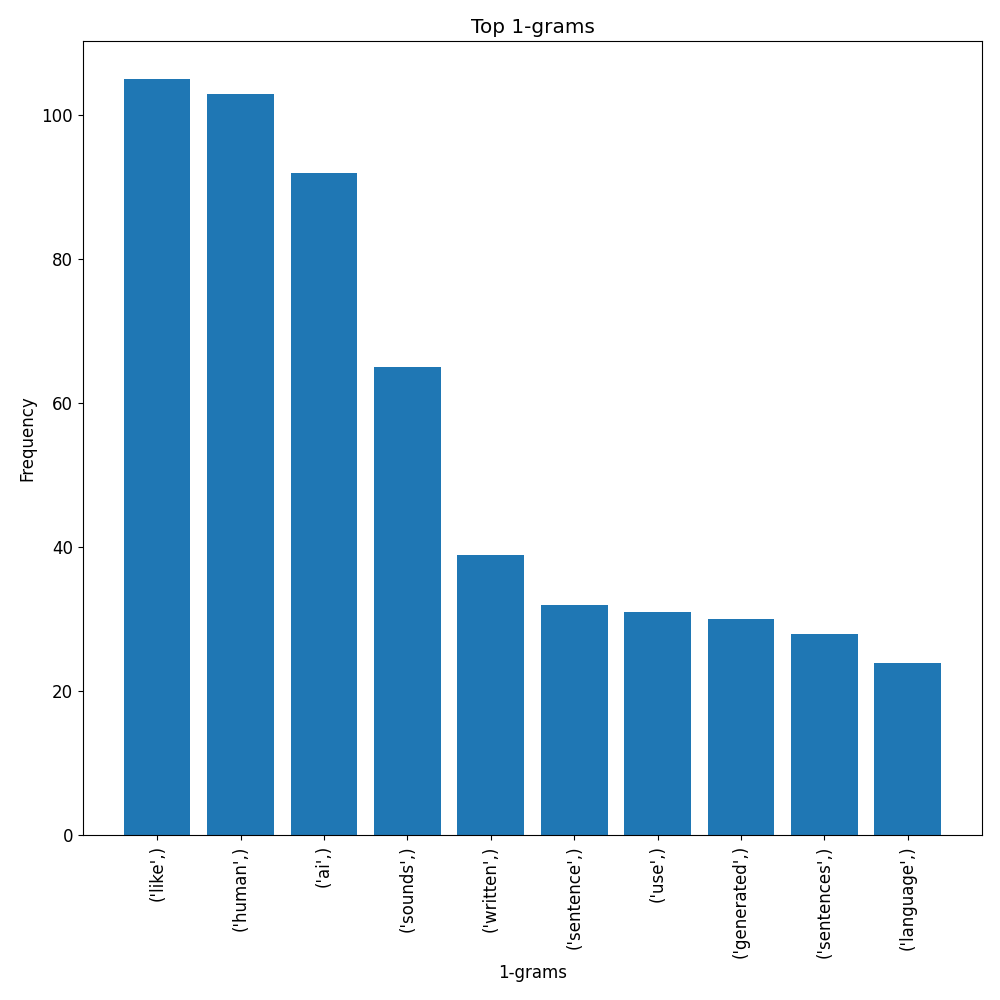 Top 1-grams
Frequency
100
80
60
40
20
0
('like',)
('human',)
('ai',)
('sounds',)
('written',)
('sentence',)
('use',)
('generated',)
('sentences',)
('language',)
1-grams